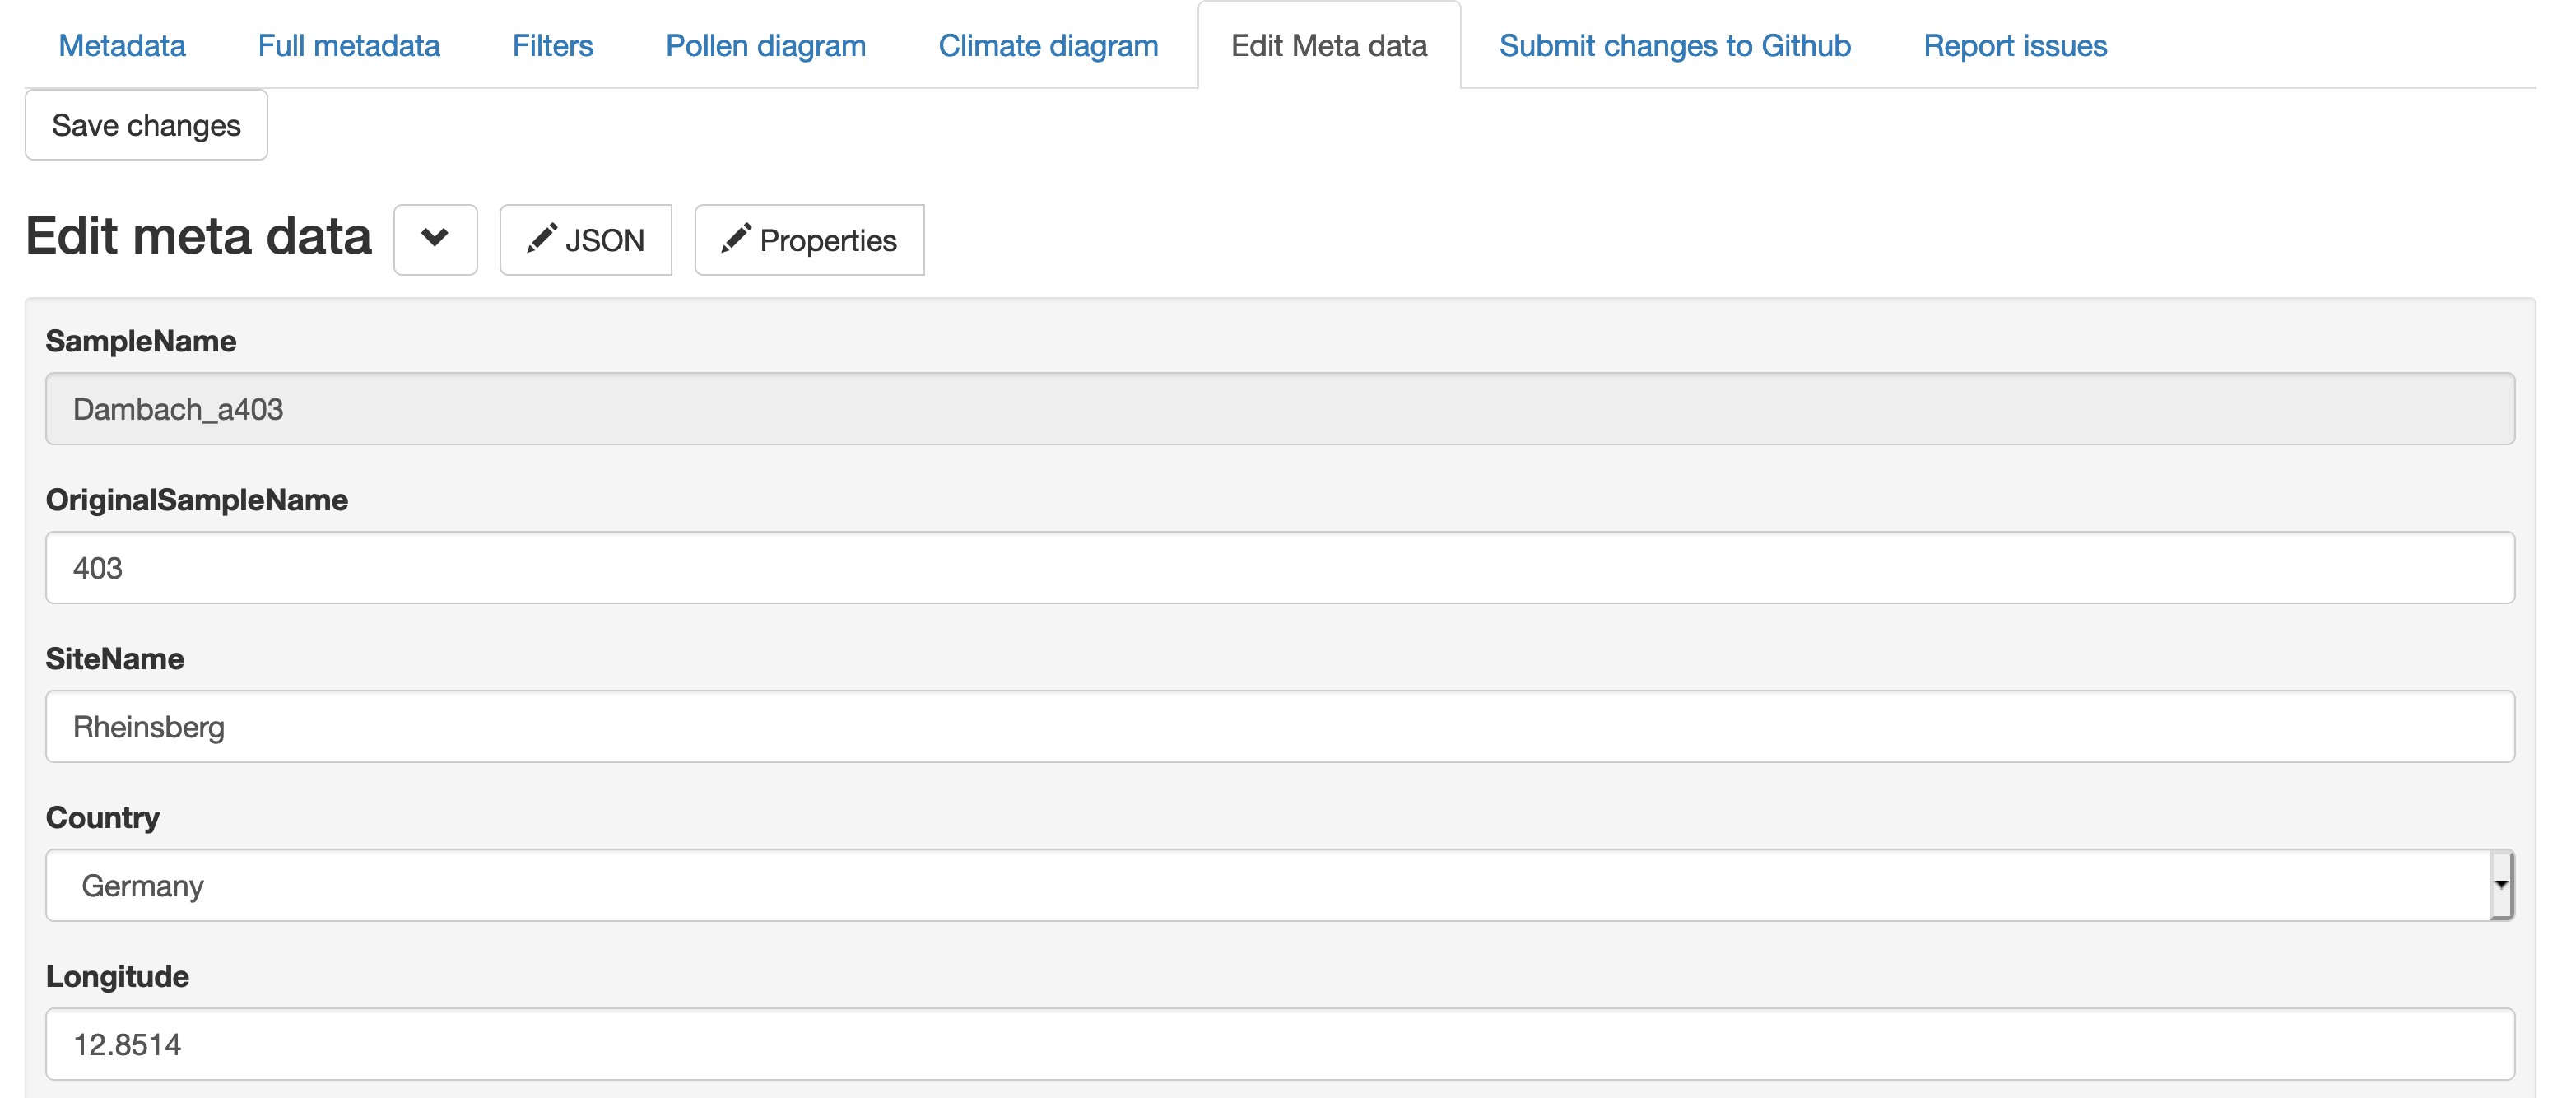 Metadata Full metadata Filters Pollen diagram Climate diagram Edit Meta data Submit changes to Github Report issues
Save changes
Edit meta data JSON Properties
SampleName
Dambach_a403
OriginalSampleName
403
SiteName
Rheinsberg
Country
Germany
Longitude
12.8514